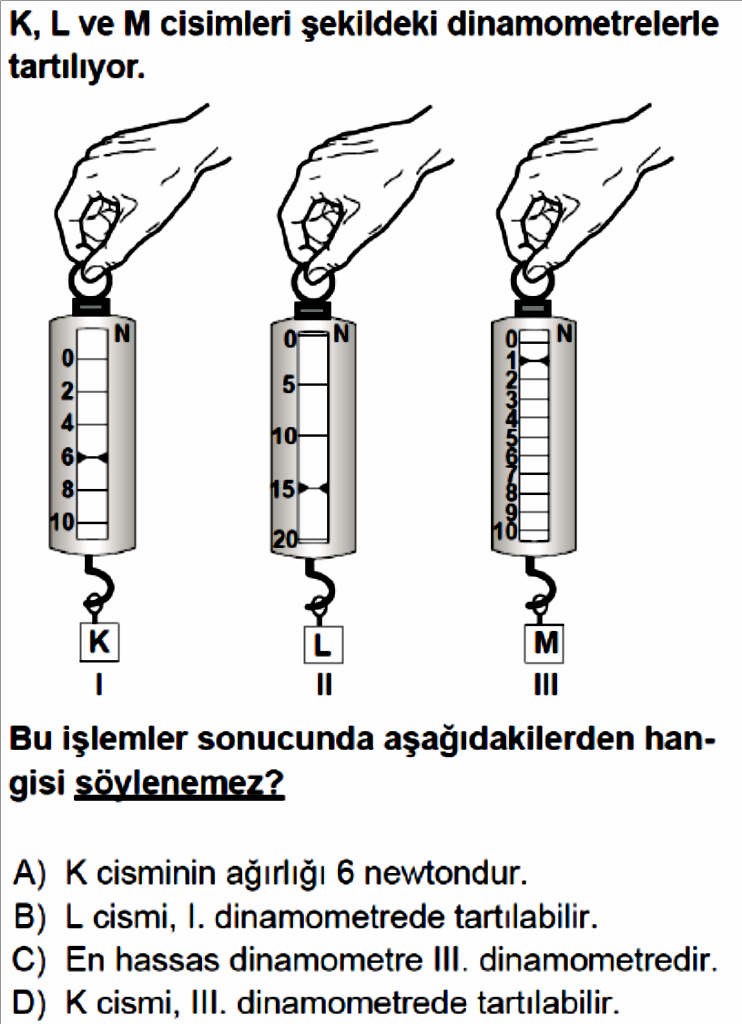 K, L ve M cisimleri şekildeki dinamometrelerle
tartılıyor.
N
0
2
4
6
8
10
K
I
N
0
5
10
15
20
L
II
N
0
1
2
3
4
5
6
7
8
9
10
M
III
Bu işlemler sonucunda aşağıdakilerden han-
gisi söylenemez?
A) K cisminin ağırlığı 6 newtondur.
B) L cismi, I. dinamometrede tartılabilir.
C) En hassas dinamometre III. dinamometredir.
D) K cismi, III. dinamometrede tartılabilir.